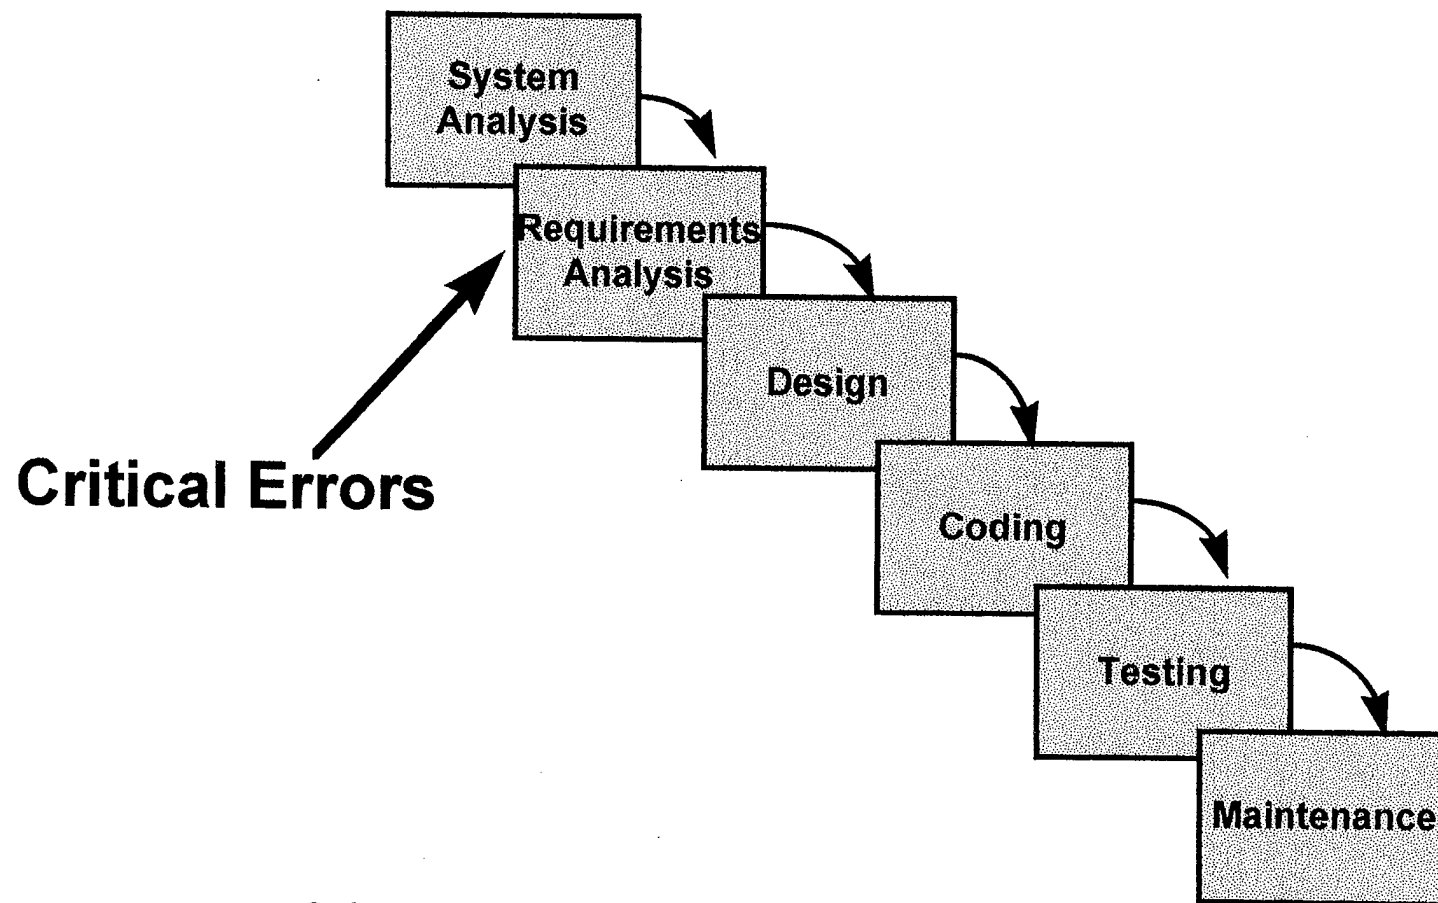 System
Analysis
Requirements
Analysis
Design
Critical Errors
Coding
Testing
Maintenance